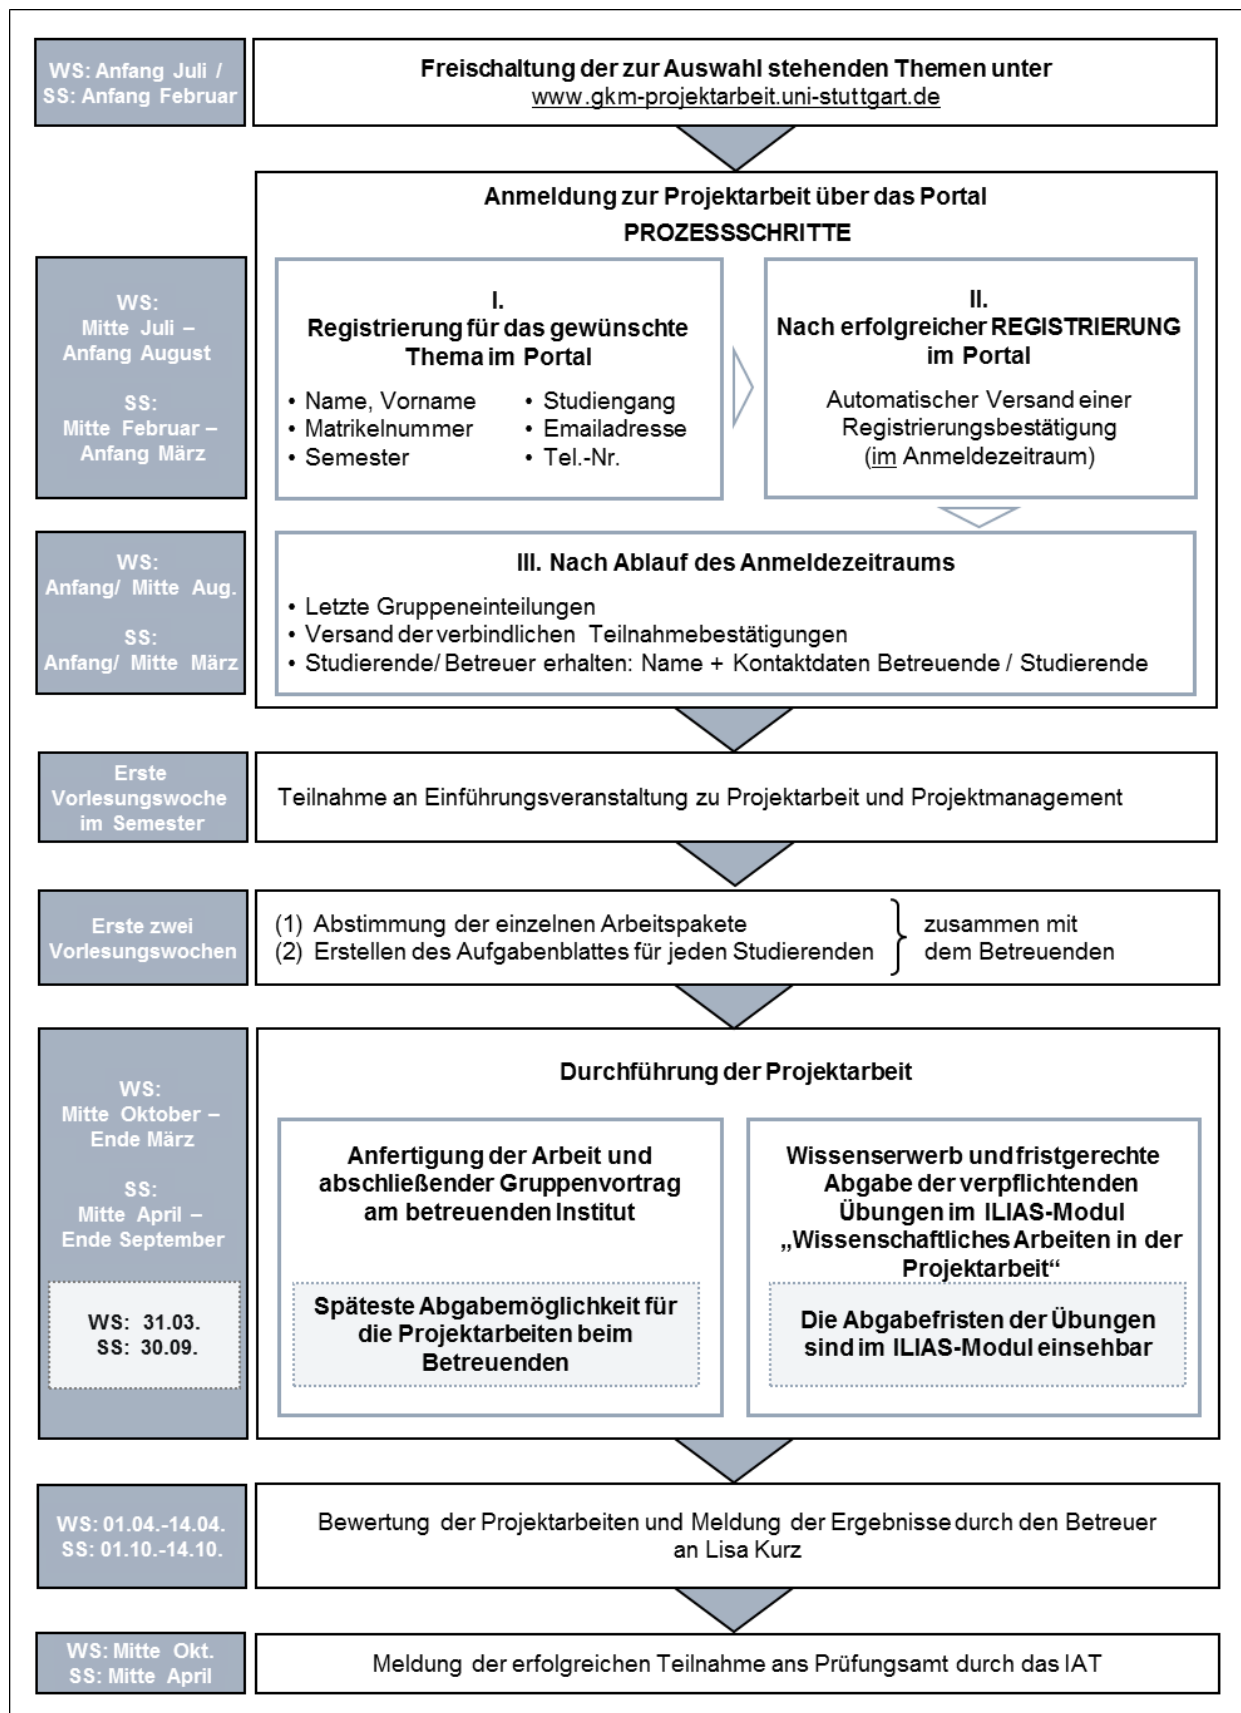 WS: Anfang Juli /
SS: Anfang Februar
Freischaltung der zur Auswahl stehenden Themen unter
www.gkm-projektarbeit.uni-stuttgart.de
Anmeldung zur Projektarbeit über das Portal
PROZESSSCHRITTE
WS:
Mitte Juli –
Anfang August
SS:
Mitte Februar –
Anfang März
I.
Registrierung für das gewünschte
Thema im Portal
• Name, Vorname
• Matrikelnummer
• Semester
• Studiengang
• Emailadresse
• Tel.-Nr.
II.
Nach erfolgreicher REGISTRIERUNG
im Portal
Automatischer Versand einer
Registrierungsbestätigung
(im Anmeldezeitraum)
WS:
Anfang/ Mitte Aug.
SS:
Anfang/ Mitte März
III. Nach Ablauf des Anmeldezeitraums
• Letzte Gruppeneinteilungen
• Versand der verbindlichen Teilnahmebestätigungen
• Studierende/ Betreuer erhalten: Name + Kontaktdaten Betreuende / Studierende
Erste
Vorlesungswoche
im Semester
Teilnahme an Einführungsveranstaltung zu Projektarbeit und Projektmanagement
Erste zwei
Vorlesungswochen
(1) Abstimmung der einzelnen Arbeitspakete
(2) Erstellen des Aufgabenblattes für jeden Studierenden
zusammen mit
dem Betreuenden
WS:
Mitte Oktober –
Ende März
SS:
Mitte April –
Ende September
WS: 31.03.
SS: 30.09.
Durchführung der Projektarbeit
Anfertigung der Arbeit und
abschließender Gruppenvortrag
am betreuenden Institut
Späteste Abgabemöglichkeit für
die Projektarbeiten beim
Betreuenden
Wissenserwerb und fristgerechte
Abgabe der verpflichtenden
Übungen im ILIAS-Modul
„Wissenschaftliches Arbeiten in der
Projektarbeit“
Die Abgabefristen der Übungen
sind im ILIAS-Modul einsehbar
WS: 01.04.-14.04.
SS: 01.10.-14.10.
Bewertung der Projektarbeiten und Meldung der Ergebnisse durch den Betreuer
an Lisa Kurz
WS: Mitte Okt.
SS: Mitte April
Meldung der erfolgreichen Teilnahme ans Prüfungsamt durch das IAT